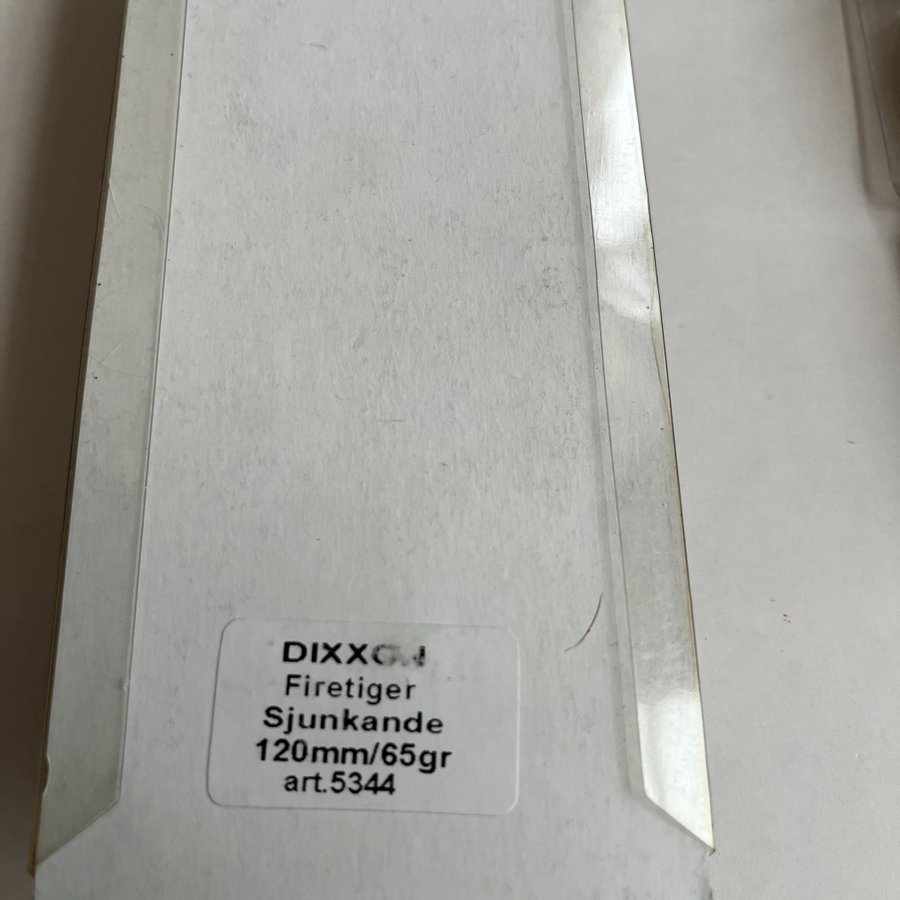 Firetiger
Sjunkande
120mm/65gr
art.5344